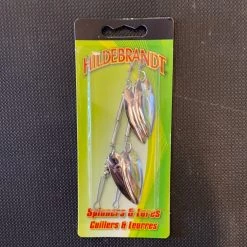 HILDEBRANDT
Spinners & Lures
Cuillers & Leurres